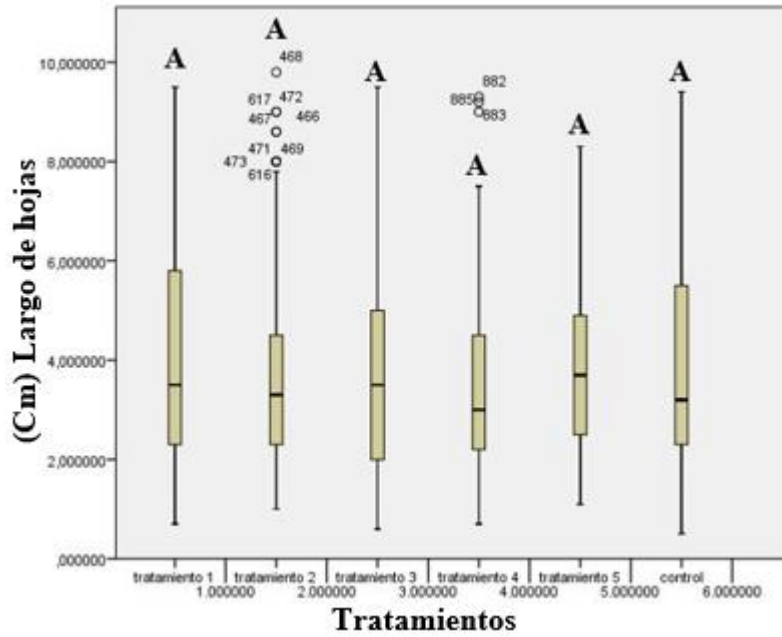 (Cm) Largo de hojas
10,000000
8,000000
6,000000
4,000000
2,000000
,000000
A
A
A
A
A
A
468
617 472
467 466
471 469
473
616
882
885
883
tratamiento 1 tratamiento 2 tratamiento 3 tratamiento 4 tratamiento 5 control
1.000000 2.000000 3.000000 4.000000 5.000000 6.000000
Tratamientos